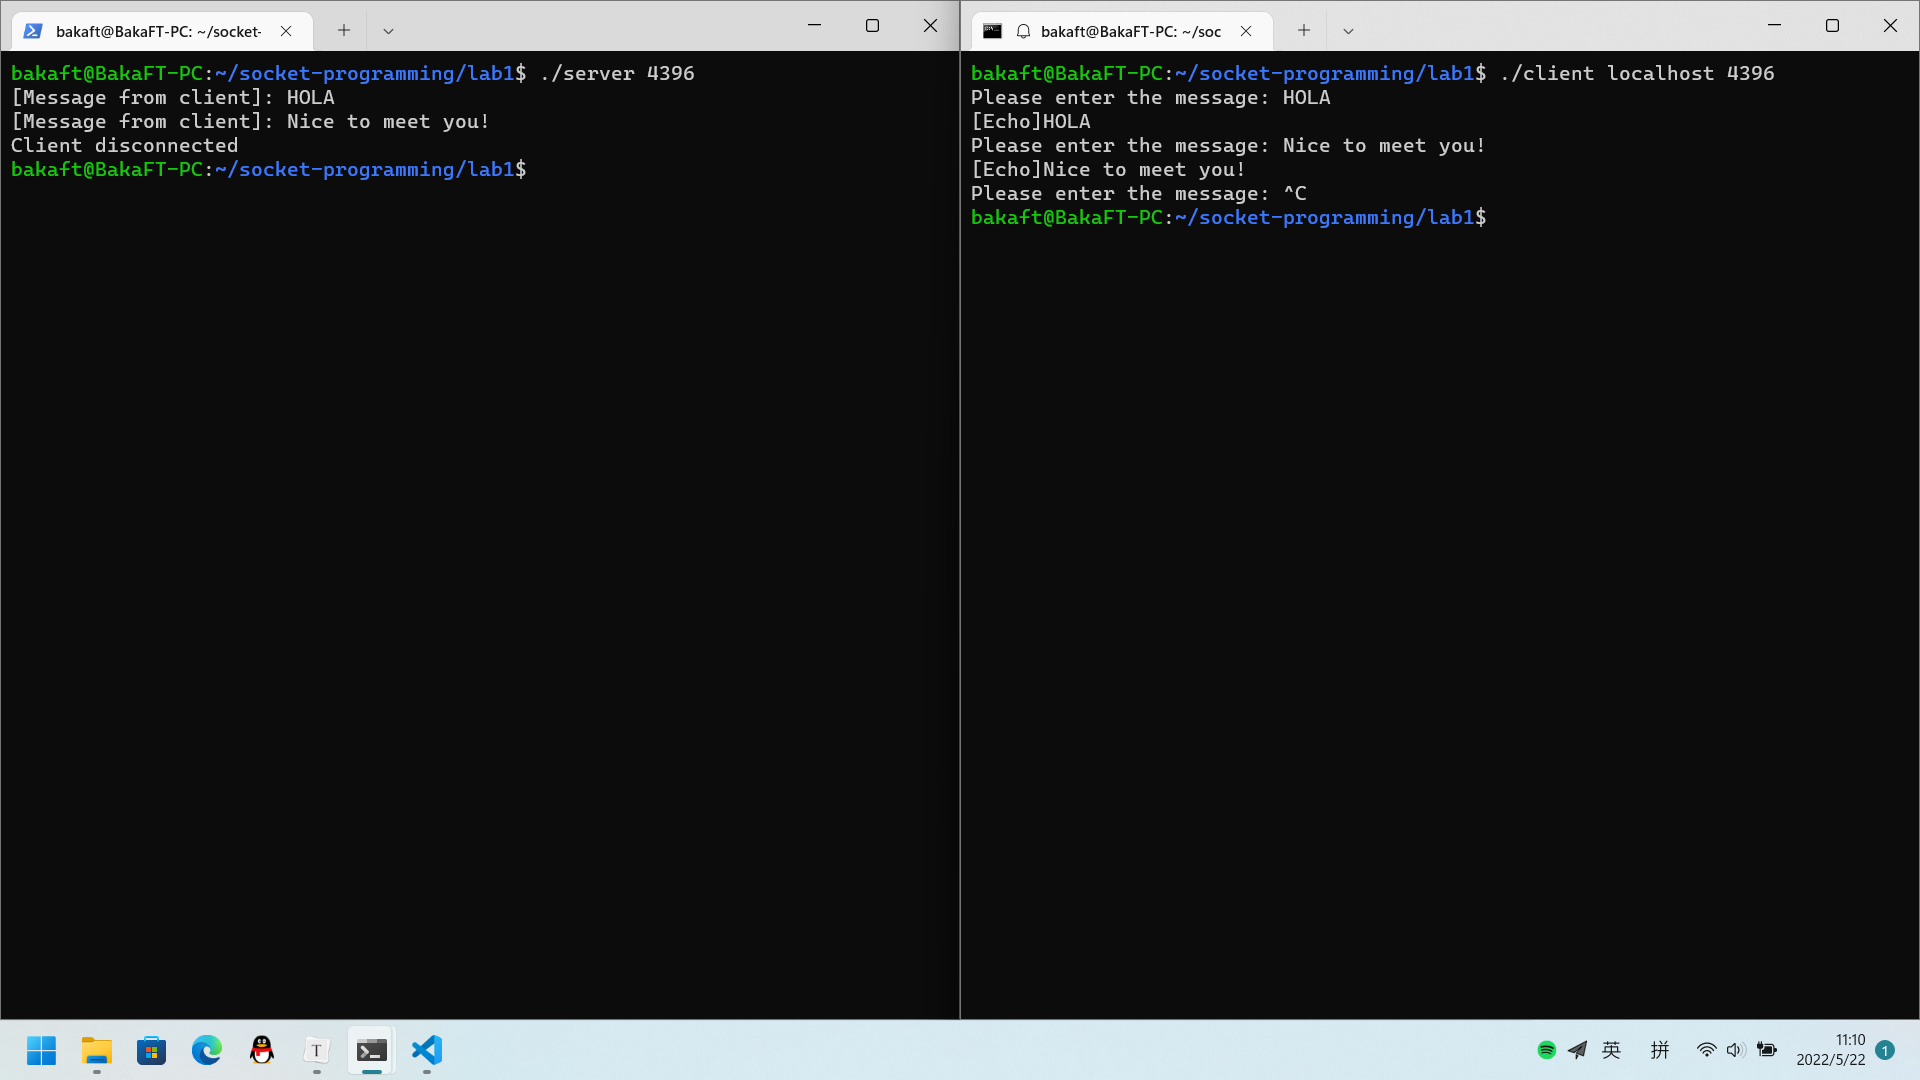 bakaft@BakaFT-PC: ~/socket-
bakaft@BakaFT-PC:~/socket-programming/lab1$ ./server 4396
[Message from client]: HOLA
[Message from client]: Nice to meet you!
Client disconnected
bakaft@BakaFT-PC:~/socket-programming/lab1$
bakaft@BakaFT-PC: ~/soc
bakaft@BakaFT-PC:~/socket-programming/lab1$ ./client localhost 4396
Please enter the message: HOLA
[Echo]HOLA
Please enter the message: Nice to meet you!
[Echo]Nice to meet you!
Please enter the message: ^C
bakaft@BakaFT-PC:~/socket-programming/lab1$
T
英 拼
11:10
2022/5/22
1